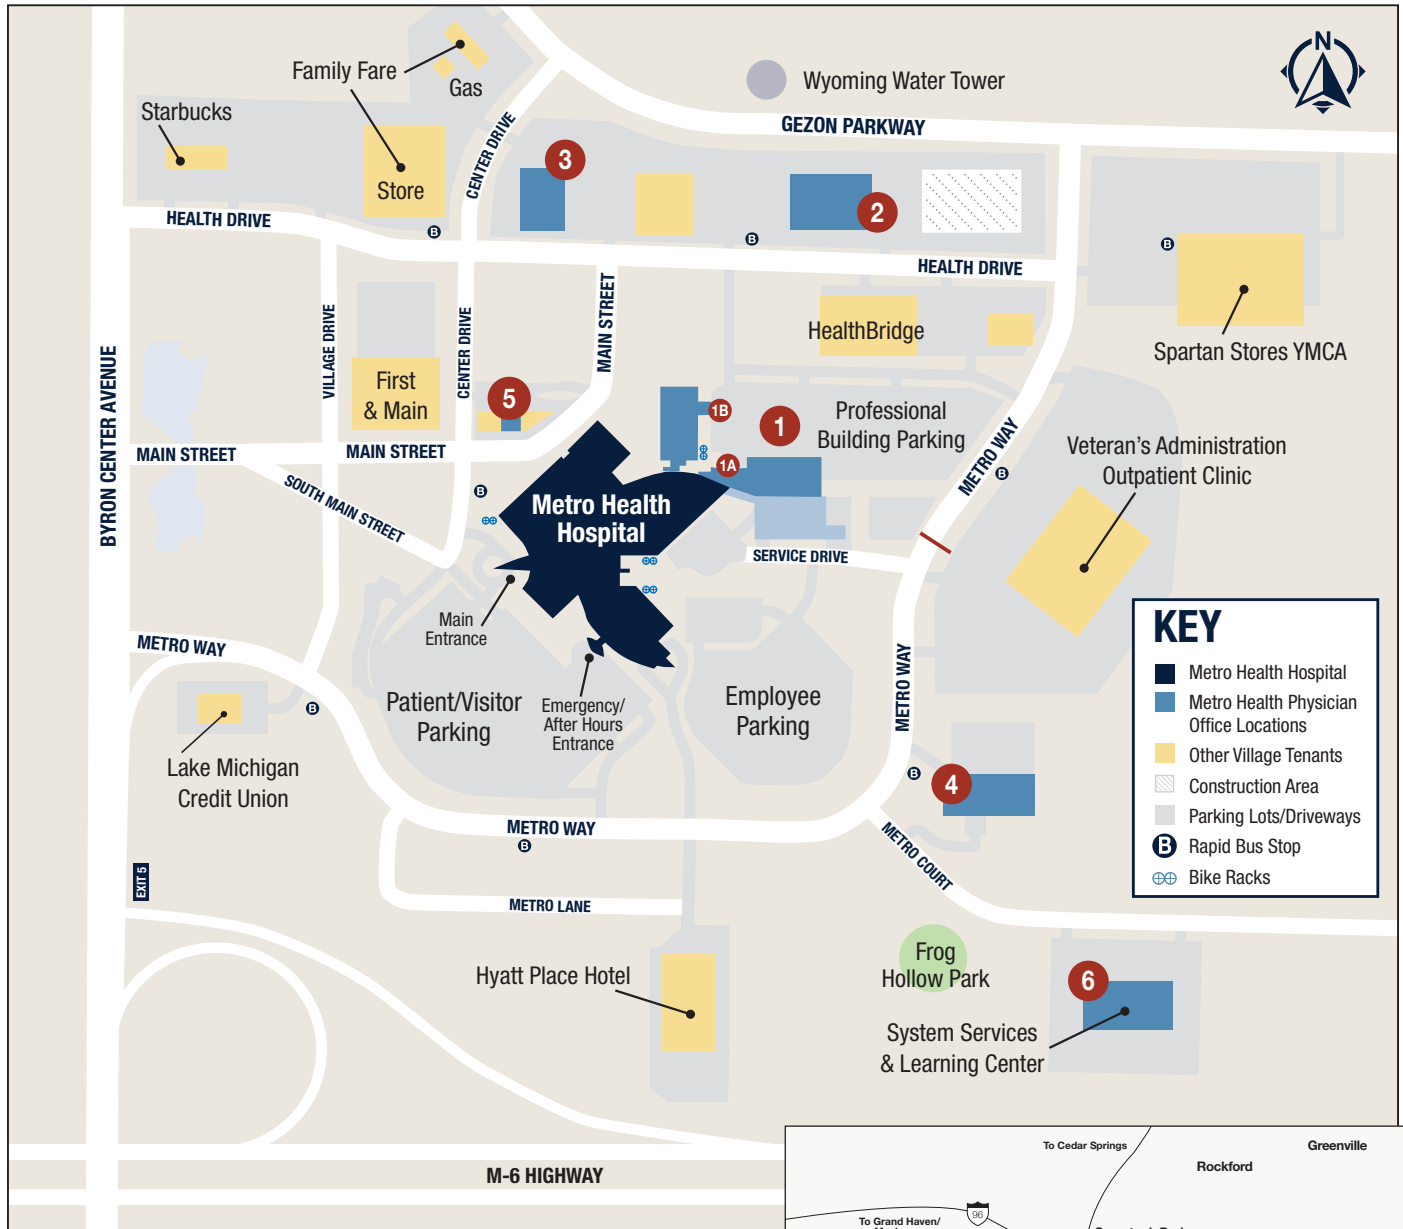 N
Family Fare
Gas
Wyoming Water Tower
Starbucks
GEZON PARKWAY
CENTER DRIVE
3
Store
2
HEALTH DRIVE
B
B
B
HEALTH DRIVE
MAIN STREET
VILLAGE DRIVE
CENTER DRIVE
HealthBridge
Spartan Stores YMCA
BYRON CENTER AVENUE
First
& Main
5
1B
1
Professional
Building Parking
METRO WAY
MAIN STREET
MAIN STREET
1A
B
Veteran's Administration
Outpatient Clinic
SOUTH MAIN STREET
B
Metro Health
Hospital
SERVICE DRIVE
Main
Entrance
METRO WAY
METRO WAY
Patient/Visitor
Parking
Emergency/
After Hours
Entrance
Employee
Parking
B
Lake Michigan
Credit Union
B
4
METRO WAY
B
METRO COURT
EXIT 5
METRO LANE
KEY
Metro Health Hospital
Metro Health Physician
Office Locations
Other Village Tenants
Construction Area
Parking Lots/Driveways
B Rapid Bus Stop
Bike Racks
Hyatt Place Hotel
Frog
Hollow Park
6
System Services
& Learning Center
M-6 HIGHWAY
To Cedar Springs
Greenville
Rockford
96
To Grand Haven/